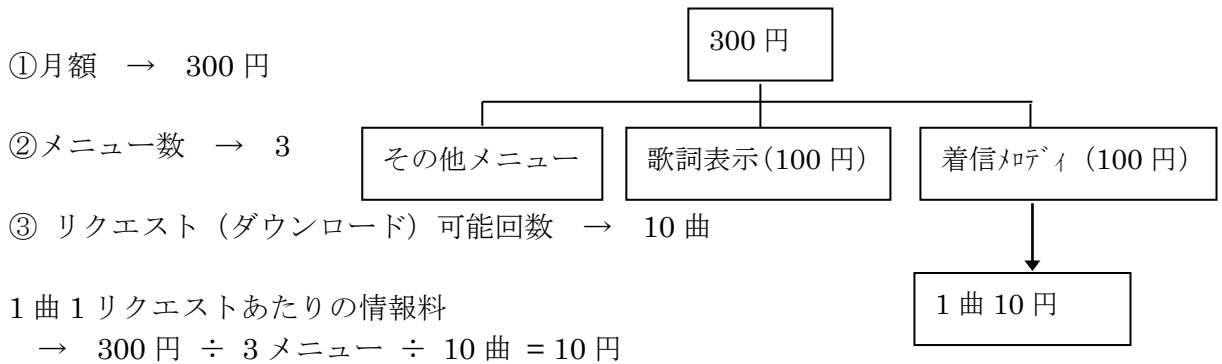 300 円
①月額 → 300 円
②メニュー数 → 3
その他メニュー
歌詞表示(100 円)
着信ﾒﾛﾃﾞｨ (100 円)
③ リクエスト（ダウンロード）可能回数 → 10 曲
1 曲 10 円
1 曲 1 リクエストあたりの情報料
→ 300 円 ÷ 3 メニュー ÷ 10 曲 = 10 円